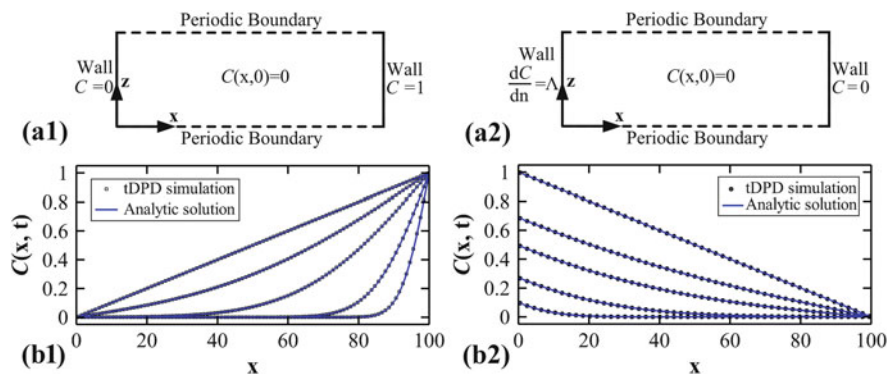 Periodic Boundary
Wall
C=0
z
C(x,0)=0
Wall
C=1
x
(a1)
Periodic Boundary
Periodic Boundary
Wall
dC/dn=Λ
z
C(x,0)=0
Wall
C=0
x
(a2)
Periodic Boundary
C(x, t)
1
0.8
0.6
0.4
0.2
0
tDPD simulation
Analytic solution
0 20 40 60 80 100
(b1)
x
C(x, t)
1
0.8
0.6
0.4
0.2
0
tDPD simulation
Analytic solution
0 20 40 60 80 100
(b2)
x